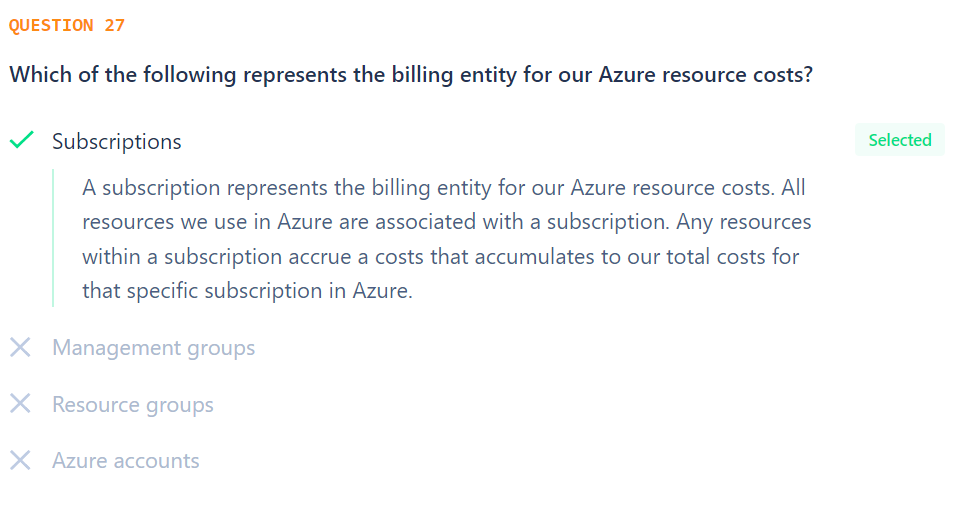 QUESTION 27
Which of the following represents the billing entity for our Azure resource costs?
Subscriptions
Selected
A subscription represents the billing entity for our Azure resource costs. All
resources we use in Azure are associated with a subscription. Any resources
within a subscription accrue a costs that accumulates to our total costs for
that specific subscription in Azure.
Management groups
Resource groups
Azure accounts